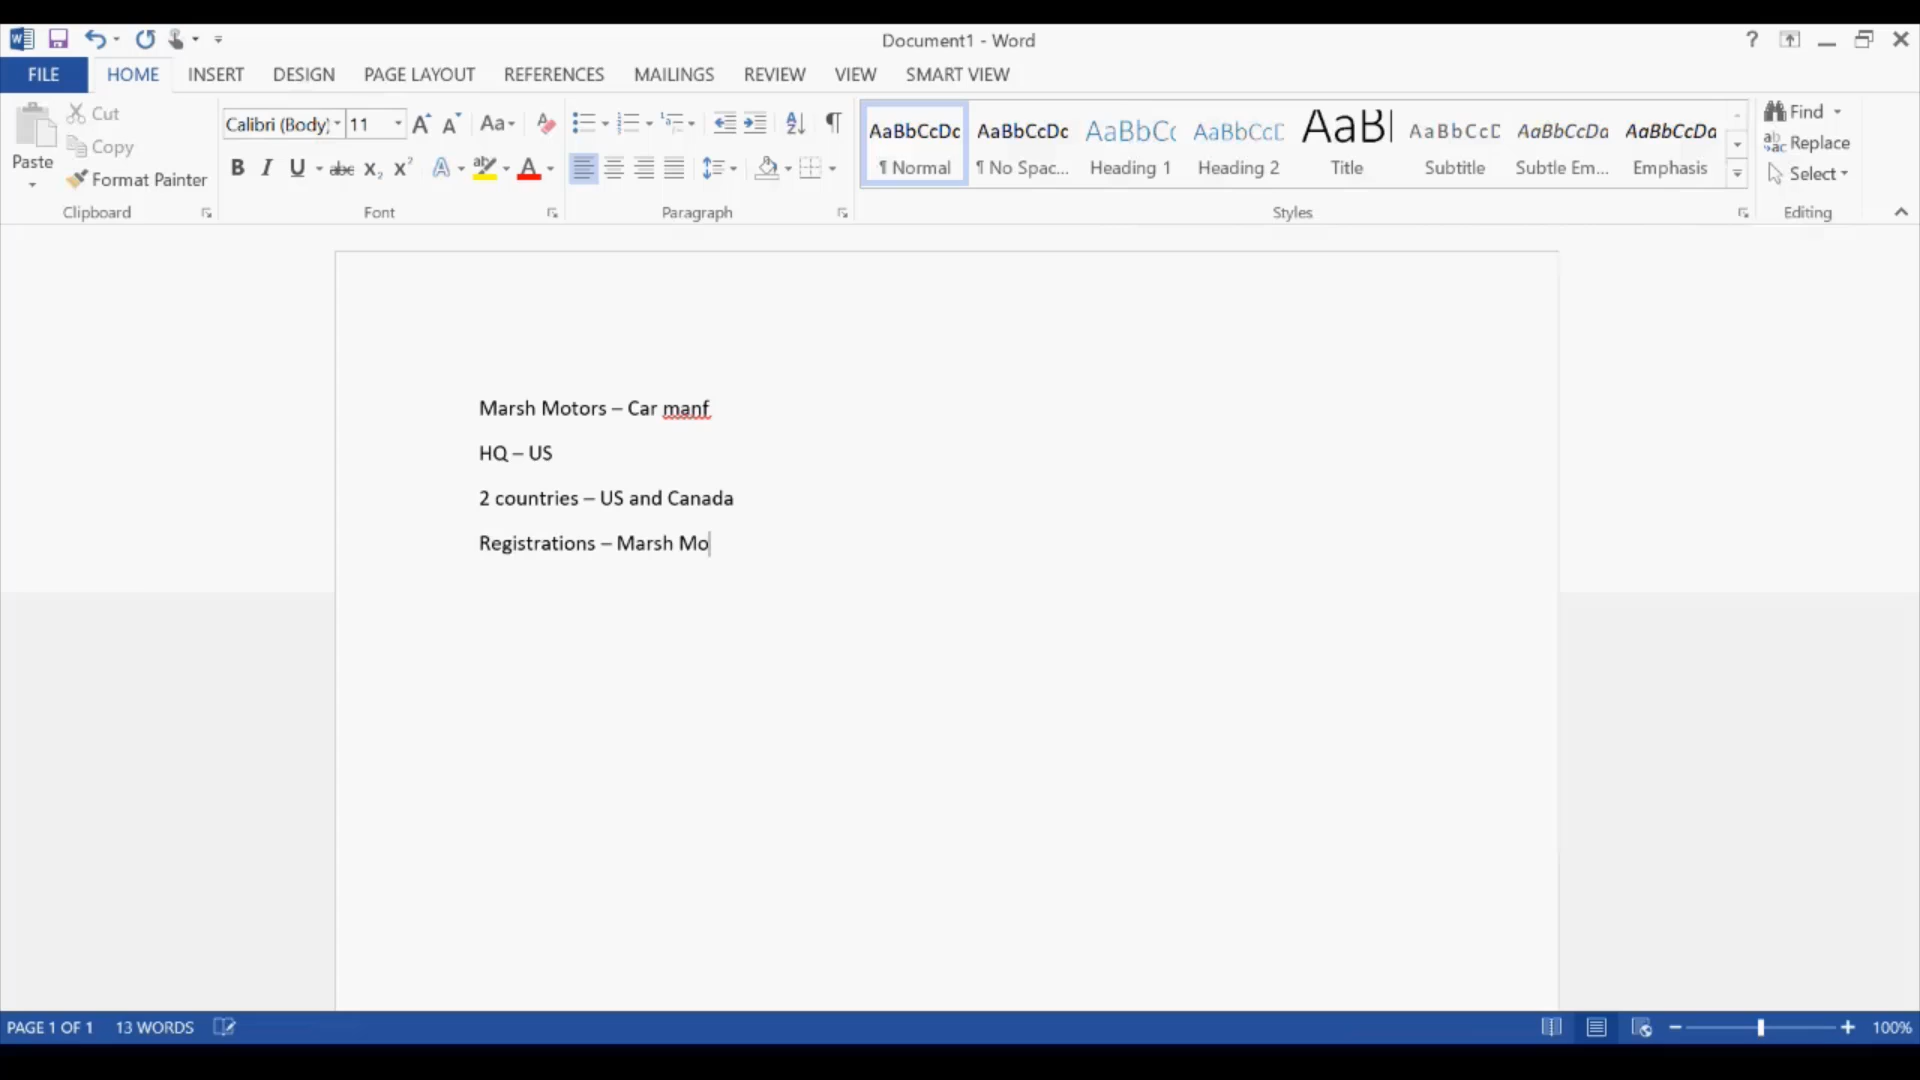 Document1 - Word
FILE HOME INSERT DESIGN PAGE LAYOUT REFERENCES MAILINGS REVIEW VIEW SMART VIEW
Paste
Cut
Copy
Format Painter
Clipboard
Calibri (Body) 11
Font
Paragraph
AaBbCcDc AaBbCcDc AaBbCc AaBbCcD AaBl AaBbCcD AaBbCcDa AaBbCcDa
¶ Normal ¶ No Spac... Heading 1 Heading 2 Title Subtitle Subtle Em... Emphasis
Styles
Find
Replace
Select
Editing
Marsh Motors – Car manf
HQ – US
2 countries – US and Canada
Registrations – Marsh Mo
PAGE 1 OF 1 13 WORDS 100%